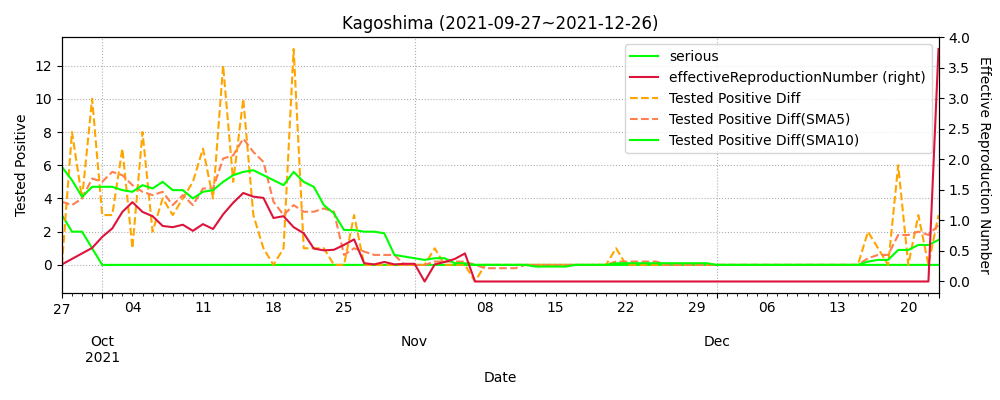 Kagoshima (2021-09-27~2021-12-26)
serious
effectiveReproductionNumber (right)
Tested Positive Diff
Tested Positive Diff(SMA5)
Tested Positive Diff(SMA10)
Tested Positive
12
10
8
6
4
2
0
Effective Reproduction Number
4.0
3.5
3.0
2.5
2.0
1.5
1.0
0.5
0.0
27 04 11 18 25 08 15 22 29 06 13 20
Oct Nov Dec
2021
Date